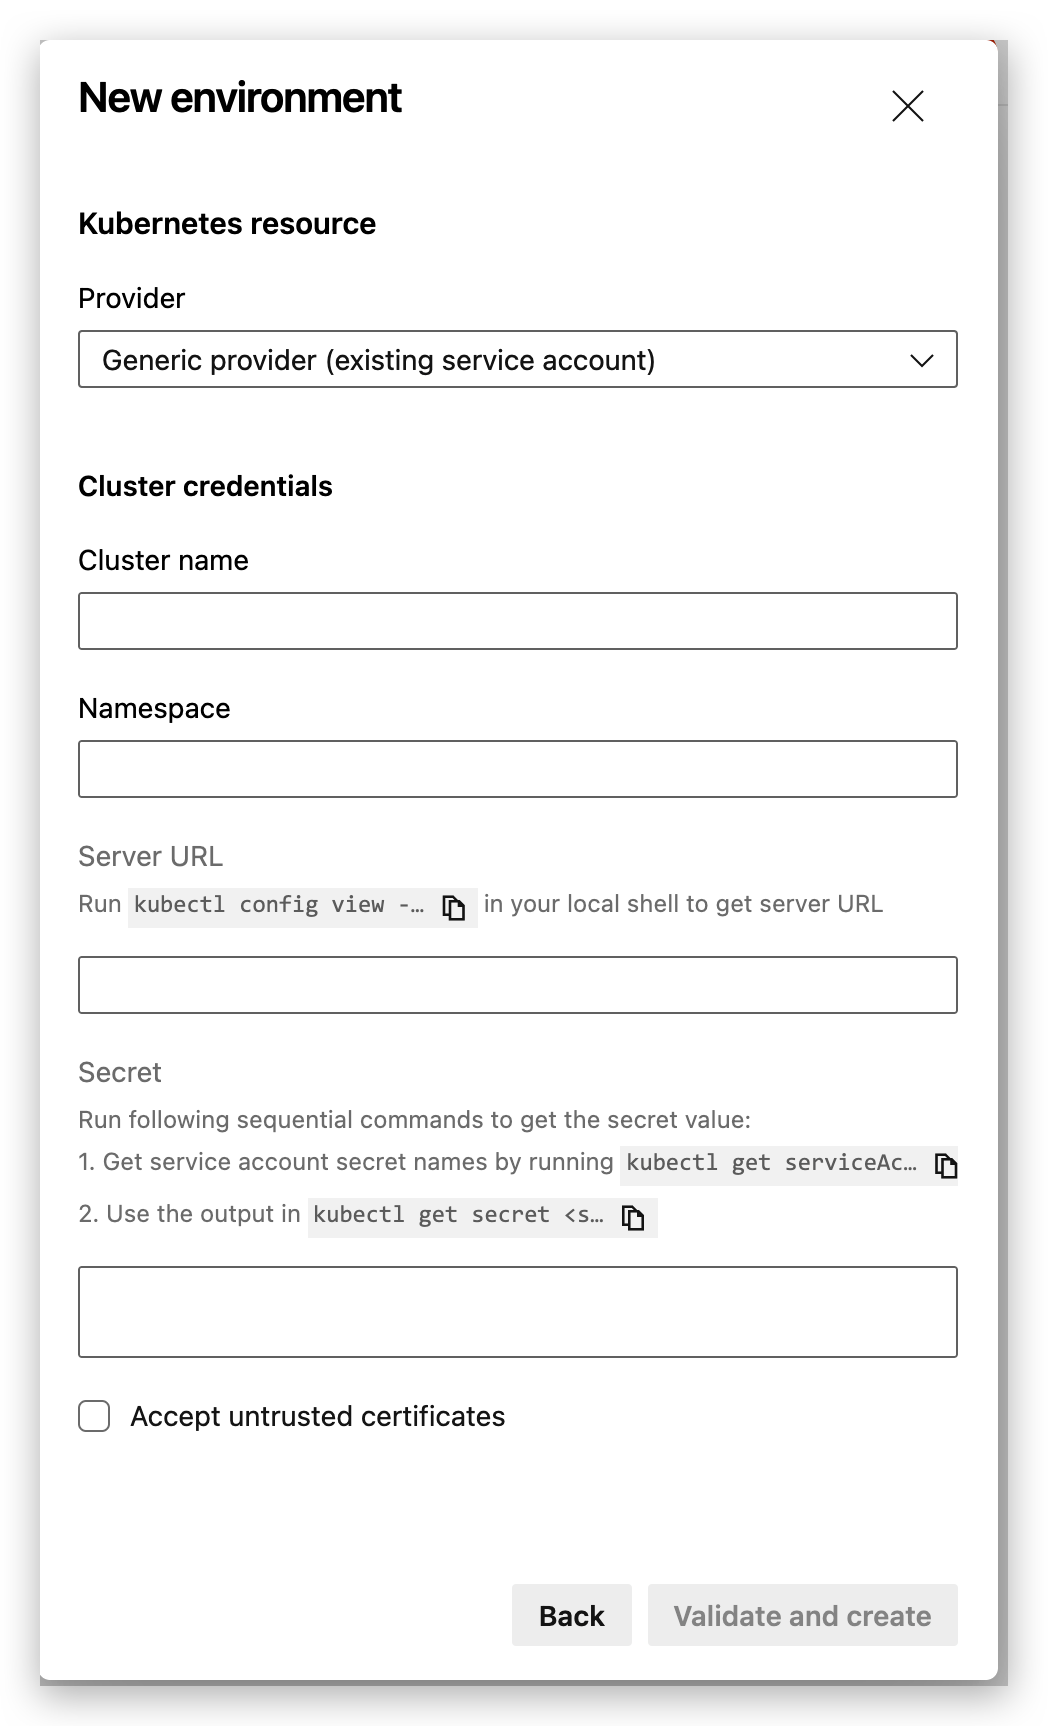 New environment
Kubernetes resource
Provider
Generic provider (existing service account)
Cluster credentials
Cluster name
Namespace
Server URL
Run kubectl config view -… in your local shell to get server URL
Secret
Run following sequential commands to get the secret value:
1. Get service account secret names by running kubectl get serviceAc…
2. Use the output in kubectl get secret <s…
Accept untrusted certificates
Back Validate and create